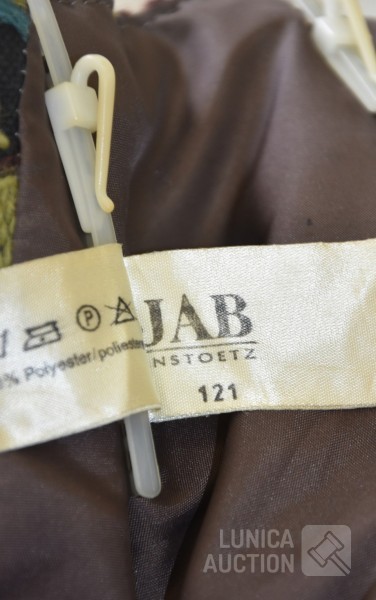 % Polyester/polieste
JAB
NSTOETZ
121
LUNICA
AUCTION